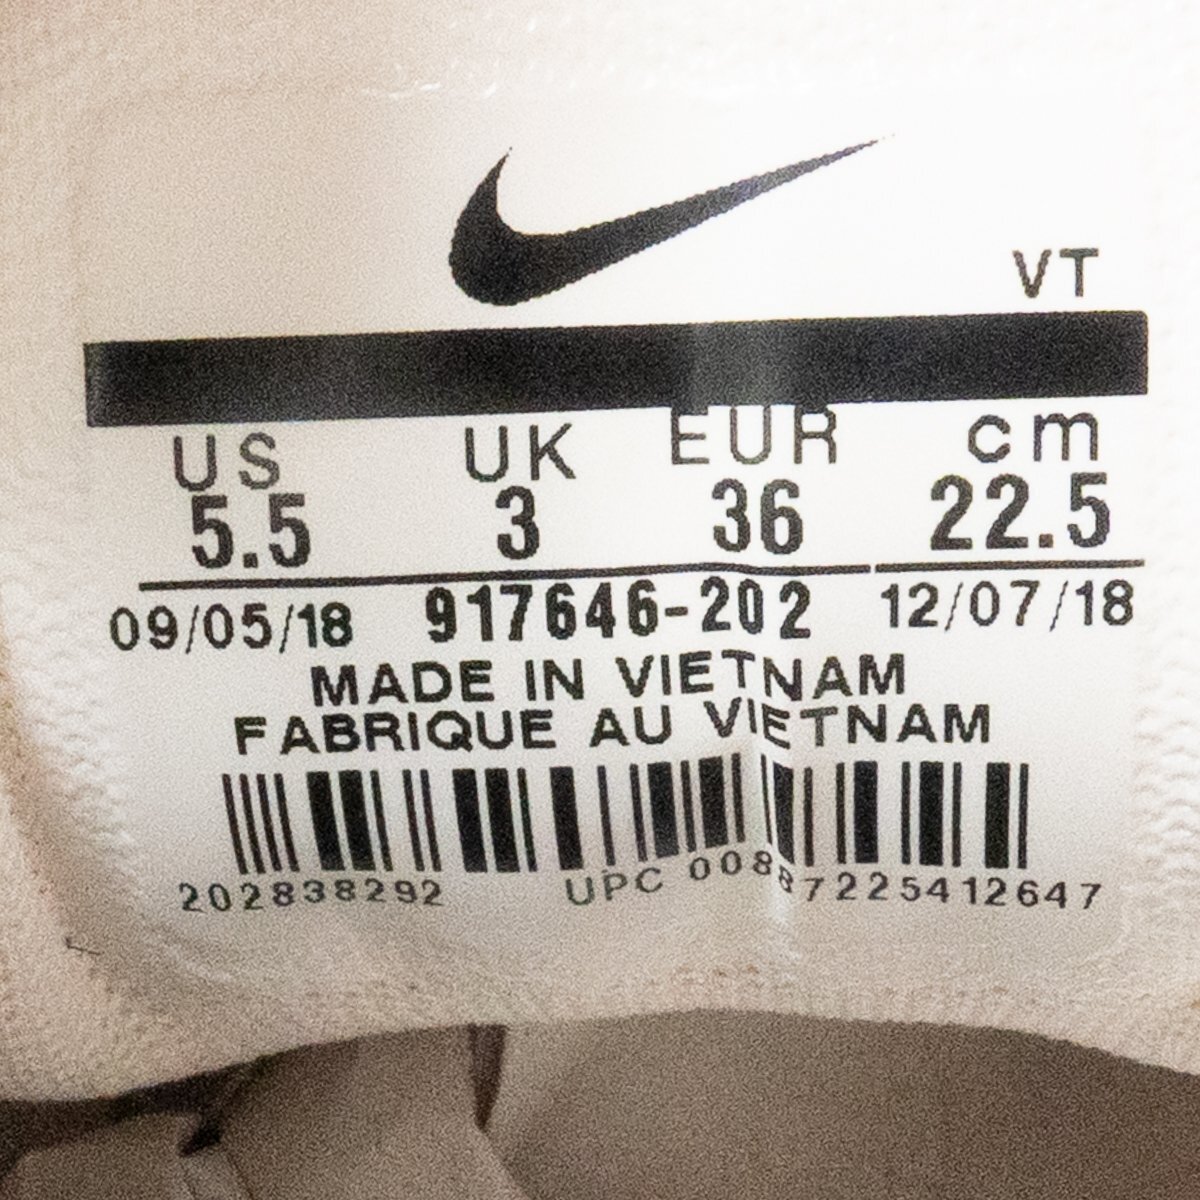 VT
US UK EUR cm
5.5 3 36 22.5
09/05/18 917646-202 12/07/18
MADE IN VIETNAM
FABRIQUE AU VIETNAM
202838292 UPC 00887225412647